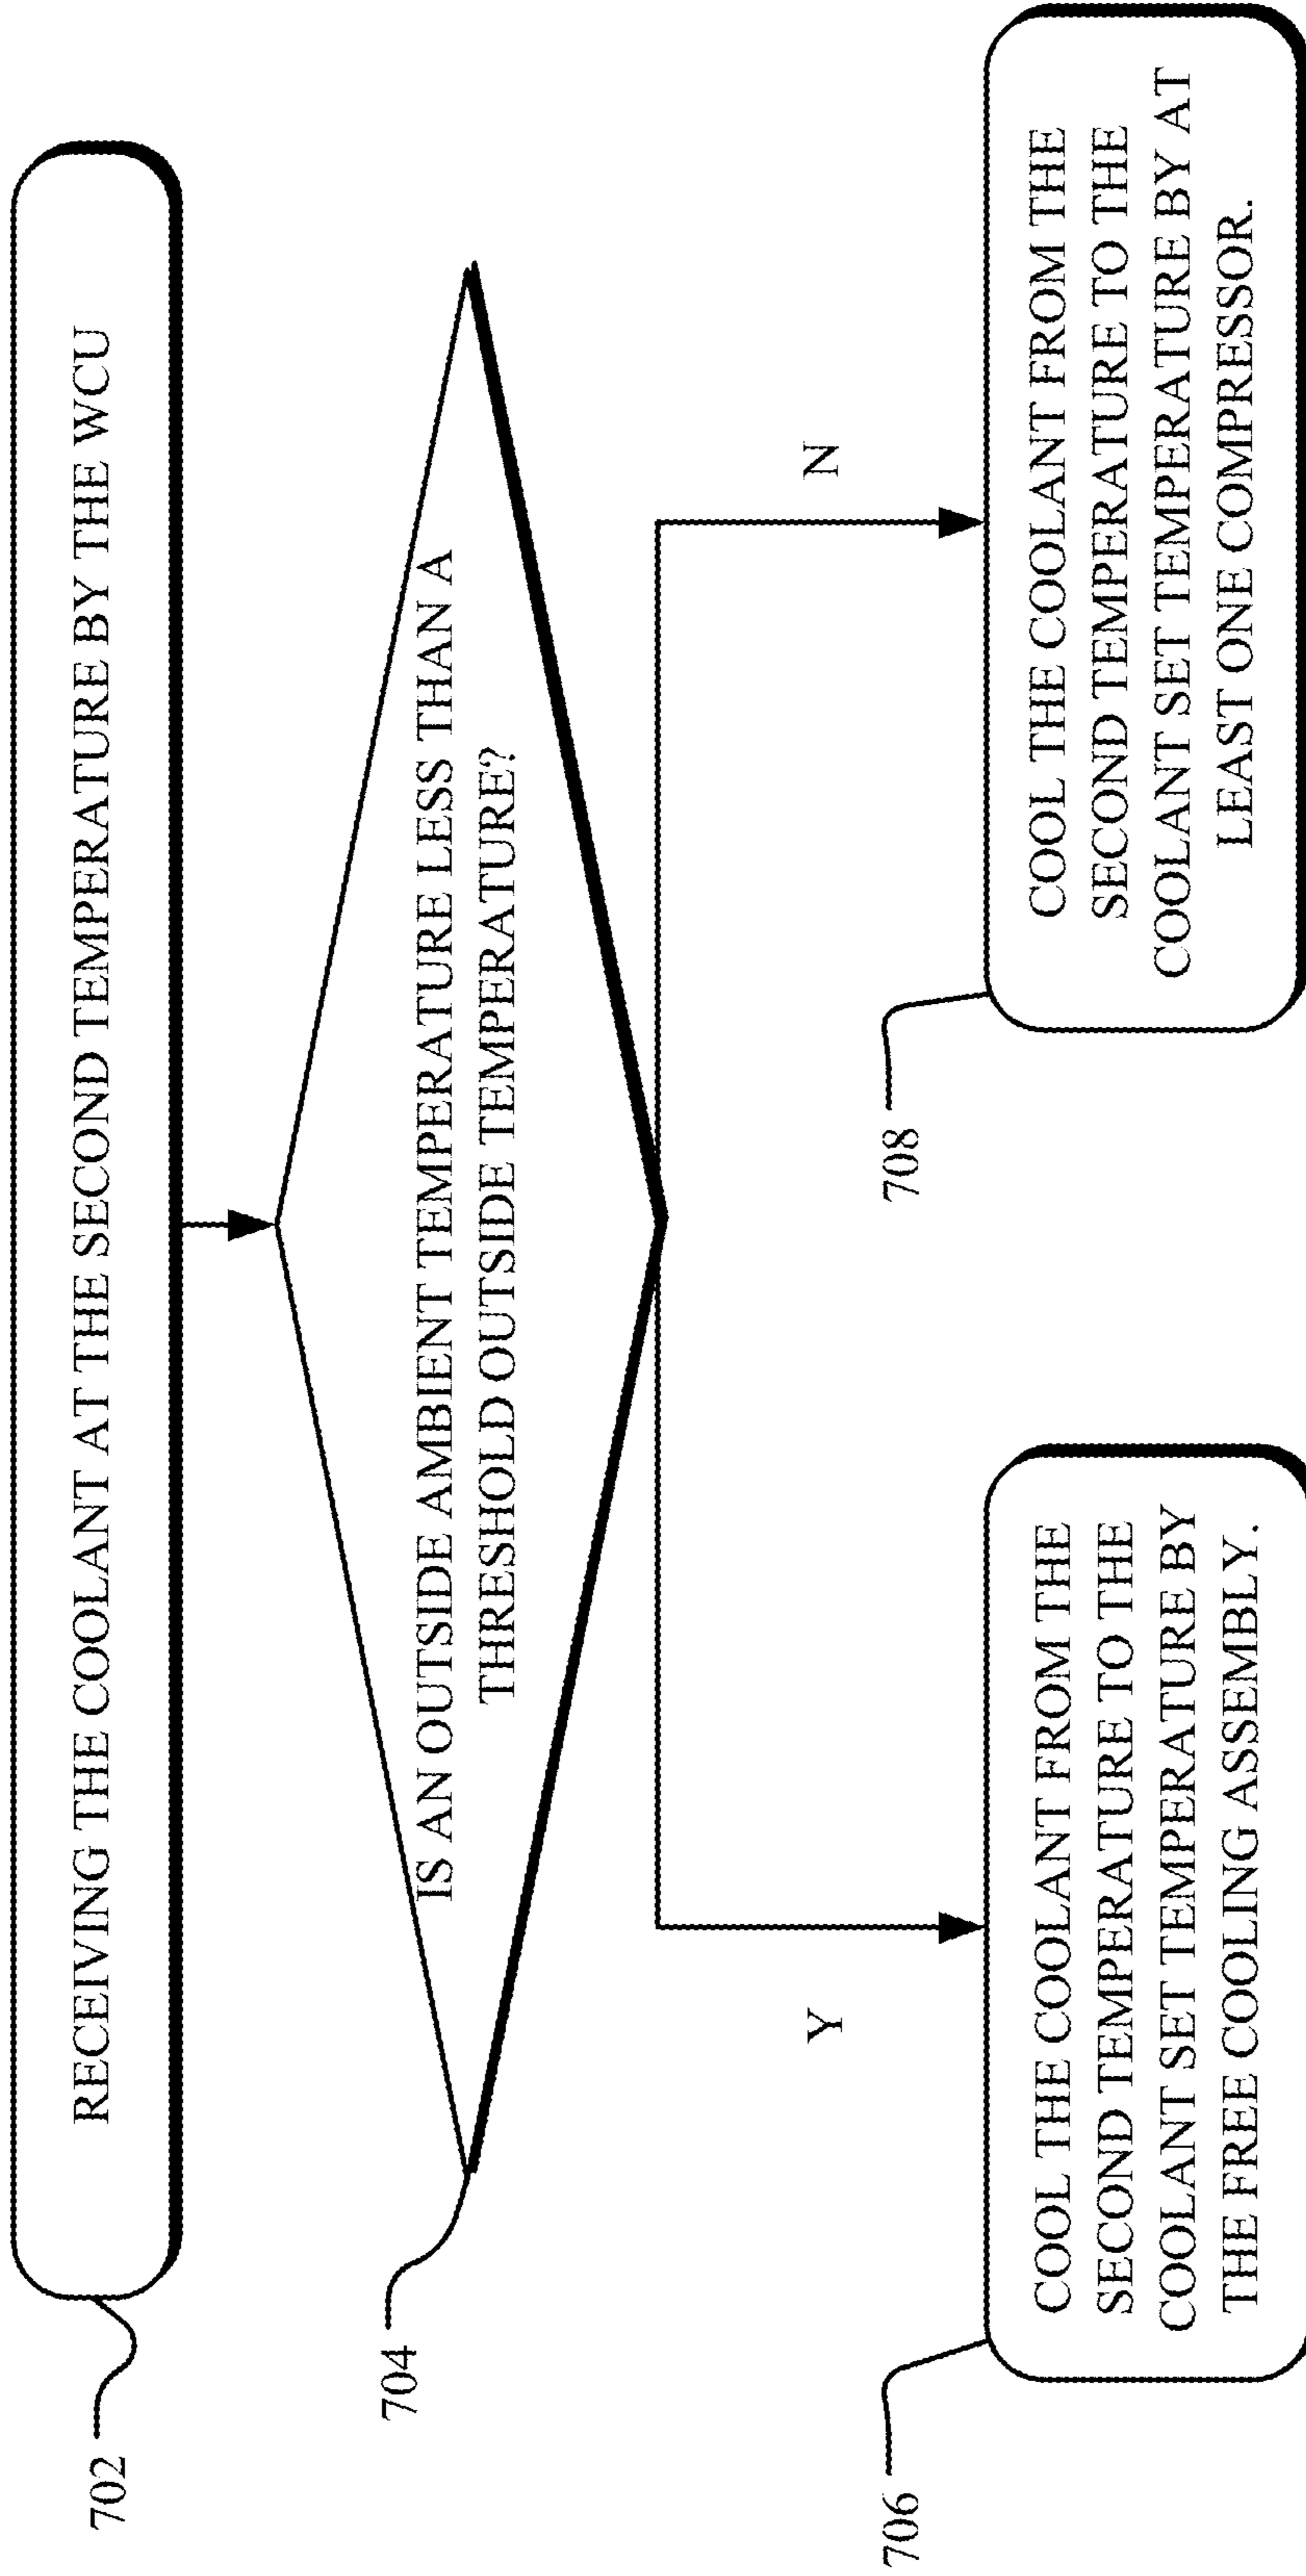 702
RECEIVING THE COOLANT AT THE SECOND TEMPERATURE BY THE WCU
704
IS AN OUTSIDE AMBIENT TEMPERATURE LESS THAN A
THRESHOLD OUTSIDE TEMPERATURE?
Y
N
706
COOL THE COOLANT FROM THE
SECOND TEMPERATURE TO THE
COOLANT SET TEMPERATURE BY
THE FREE COOLING ASSEMBLY.
708
COOL THE COOLANT FROM THE
SECOND TEMPERATURE TO THE
COOLANT SET TEMPERATURE BY AT
LEAST ONE COMPRESSOR.